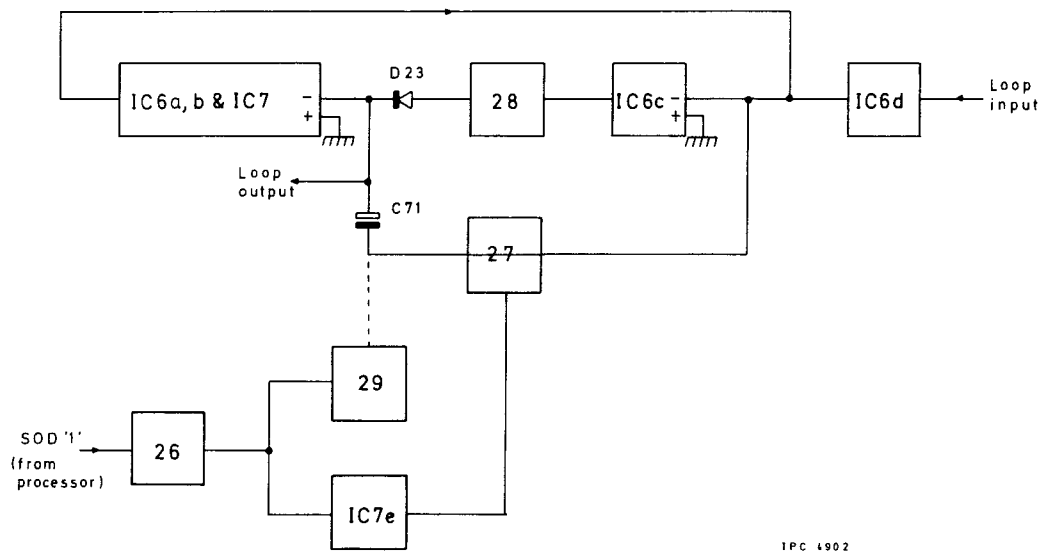 D23
IC6a, b & IC7
-
+
28
IC6c
-
+
IC6d
Loop
input
Loop
output
C71
27
29
SOD '1'
(from
processor)
26
IC7e
TPC 4902